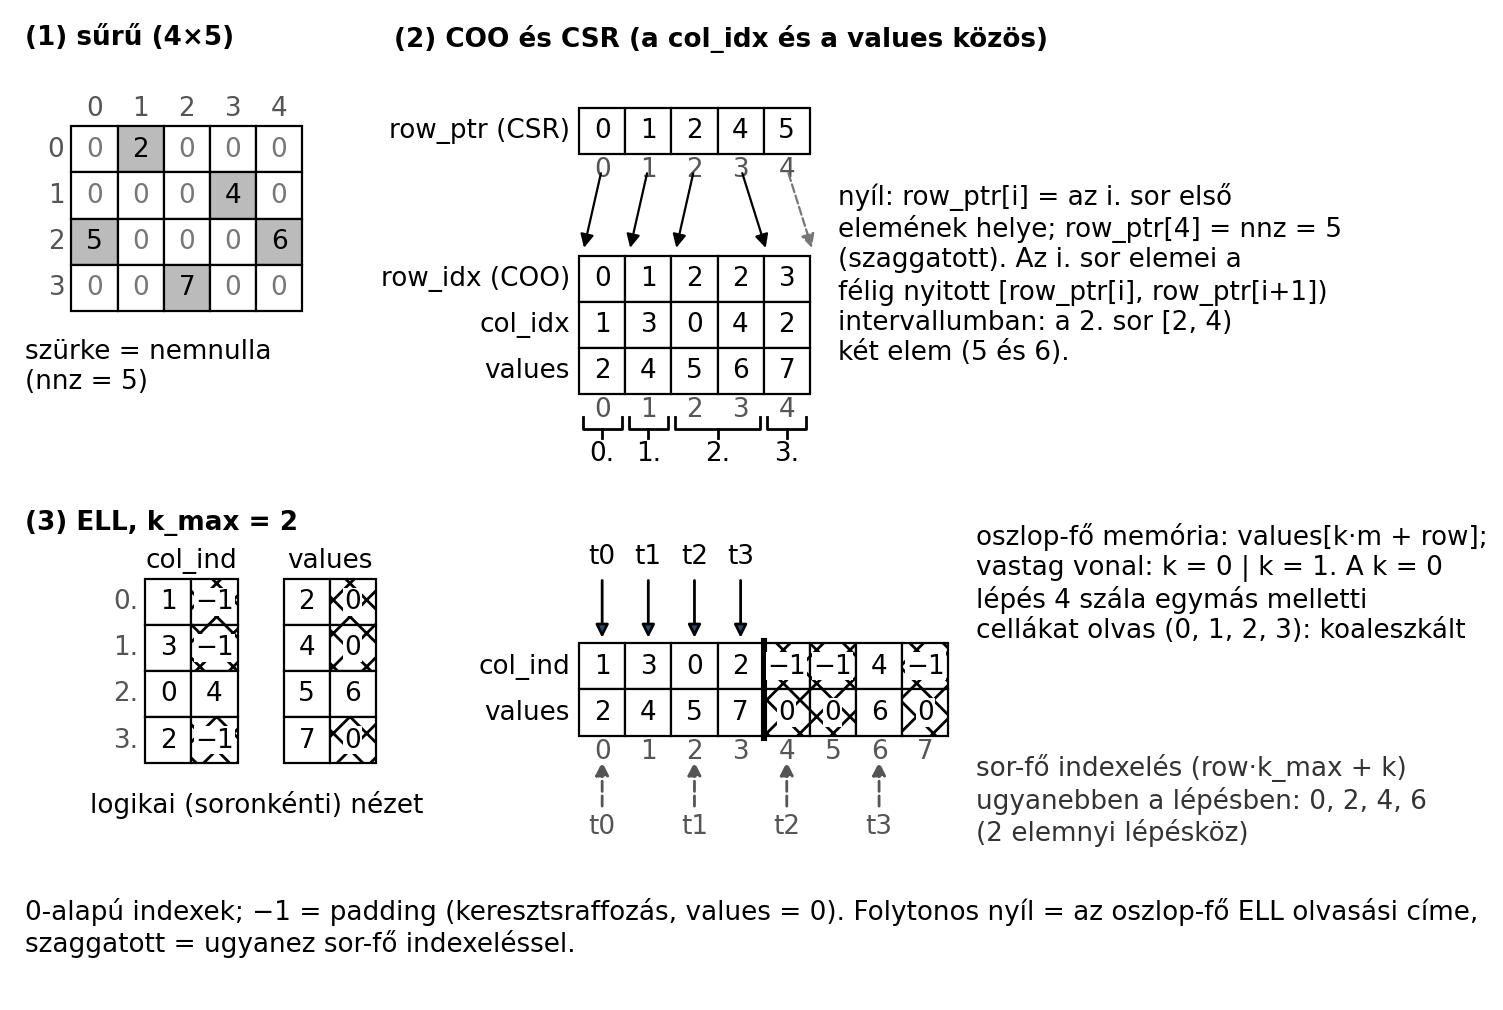 (1) sűrű (4×5)
0 1 2 3 4
0 0 2 0 0 0
1 0 0 0 4 0
2 5 0 0 0 6
3 0 0 7 0 0
szürke = nemnulla
(nnz = 5)
(2) COO és CSR (a col_idx és a values közös)
row_ptr (CSR) 0 1 2 4 5
0 1 2 3 4
row_idx (COO) 0 1 2 2 3
col_idx 1 3 0 4 2
values 2 4 5 6 7
0 1 2 3 4
0. 1. 2. 3.
nyíl: row_ptr[i] = az i. sor első
elemének helye; row_ptr[4] = nnz = 5
(szaggatott). Az i. sor elemei a
félig nyitott [row_ptr[i], row_ptr[i+1])
intervallumban: a 2. sor [2, 4)
két elem (5 és 6).
(3) ELL, k_max = 2
col_ind values
0. 1 −1 2 0
1. 3 −1 4 0
2. 0 4 5 6
3. 2 −1 7 0
logikai (soronkénti) nézet
t0 t1 t2 t3
col_ind 1 3 0 2 −1 −1 4 −1
values 2 4 5 7 0 0 6 0
0 1 2 3 4 5 6 7
t0 t1 t2 t3
oszlop-fő memória: values[k·m + row];
vastag vonal: k = 0 | k = 1. A k = 0
lépés 4 szála egymás melletti
cellákat olvas (0, 1, 2, 3): koaleszkált
sor-fő indexelés (row·k_max + k)
ugyanebben a lépésben: 0, 2, 4, 6
(2 elemnyi lépésköz)
0-alapú indexek; −1 = padding (keresztsraffozás, values = 0). Folytonos nyíl = az oszlop-fő ELL olvasási címe,
szaggatott = ugyanez sor-fő indexeléssel.